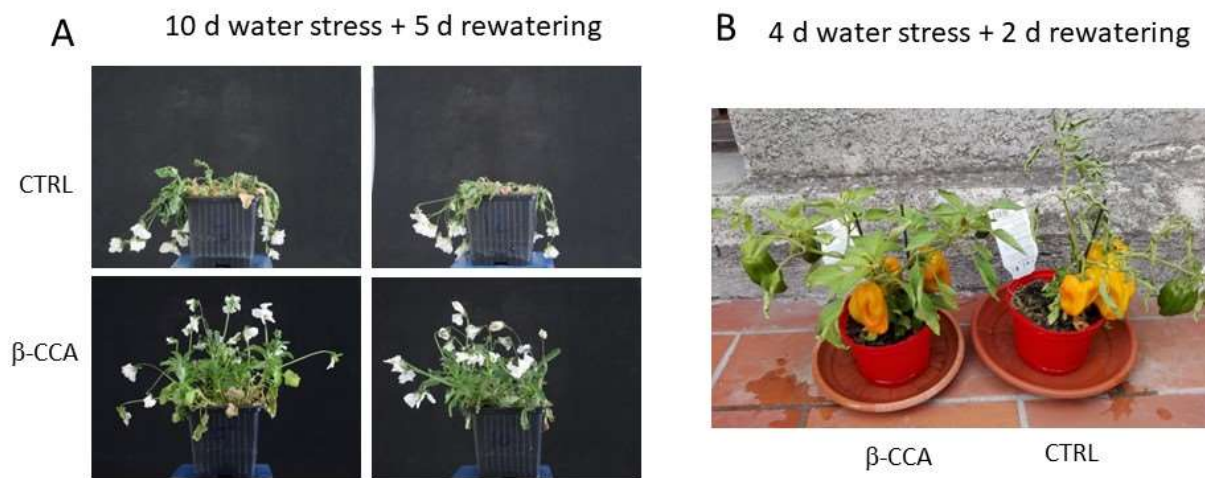 A
10 d water stress + 5 d rewatering
CTRL
β-CCA
B
4 d water stress + 2 d rewatering
β-CCA
CTRL